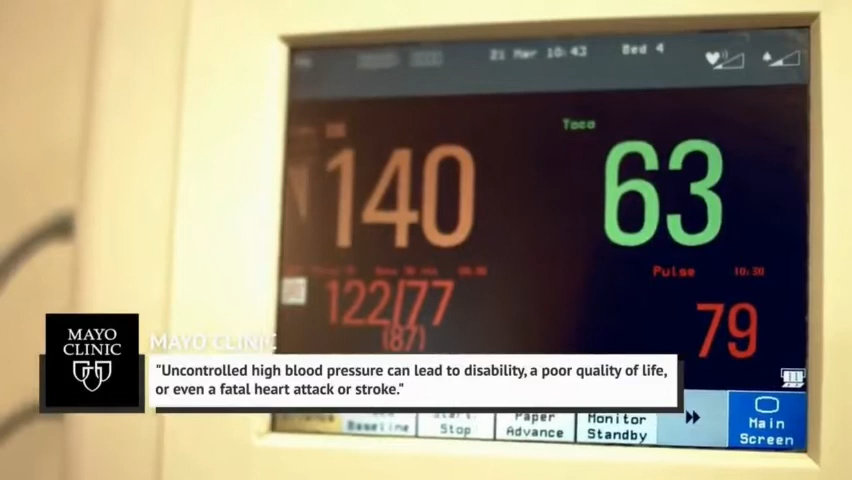 21 Mar 10:43 Bed 4
Toco
140 63
Pulse 10:30
122/77 79
(87)
MAYO
CLINIC
MAYO CLINIC
"Uncontrolled high blood pressure can lead to disability, a poor quality of life,
or even a fatal heart attack or stroke."
Baseline
Start/
Stop
Paper
Advance
Monitor
Standby
Main
Screen